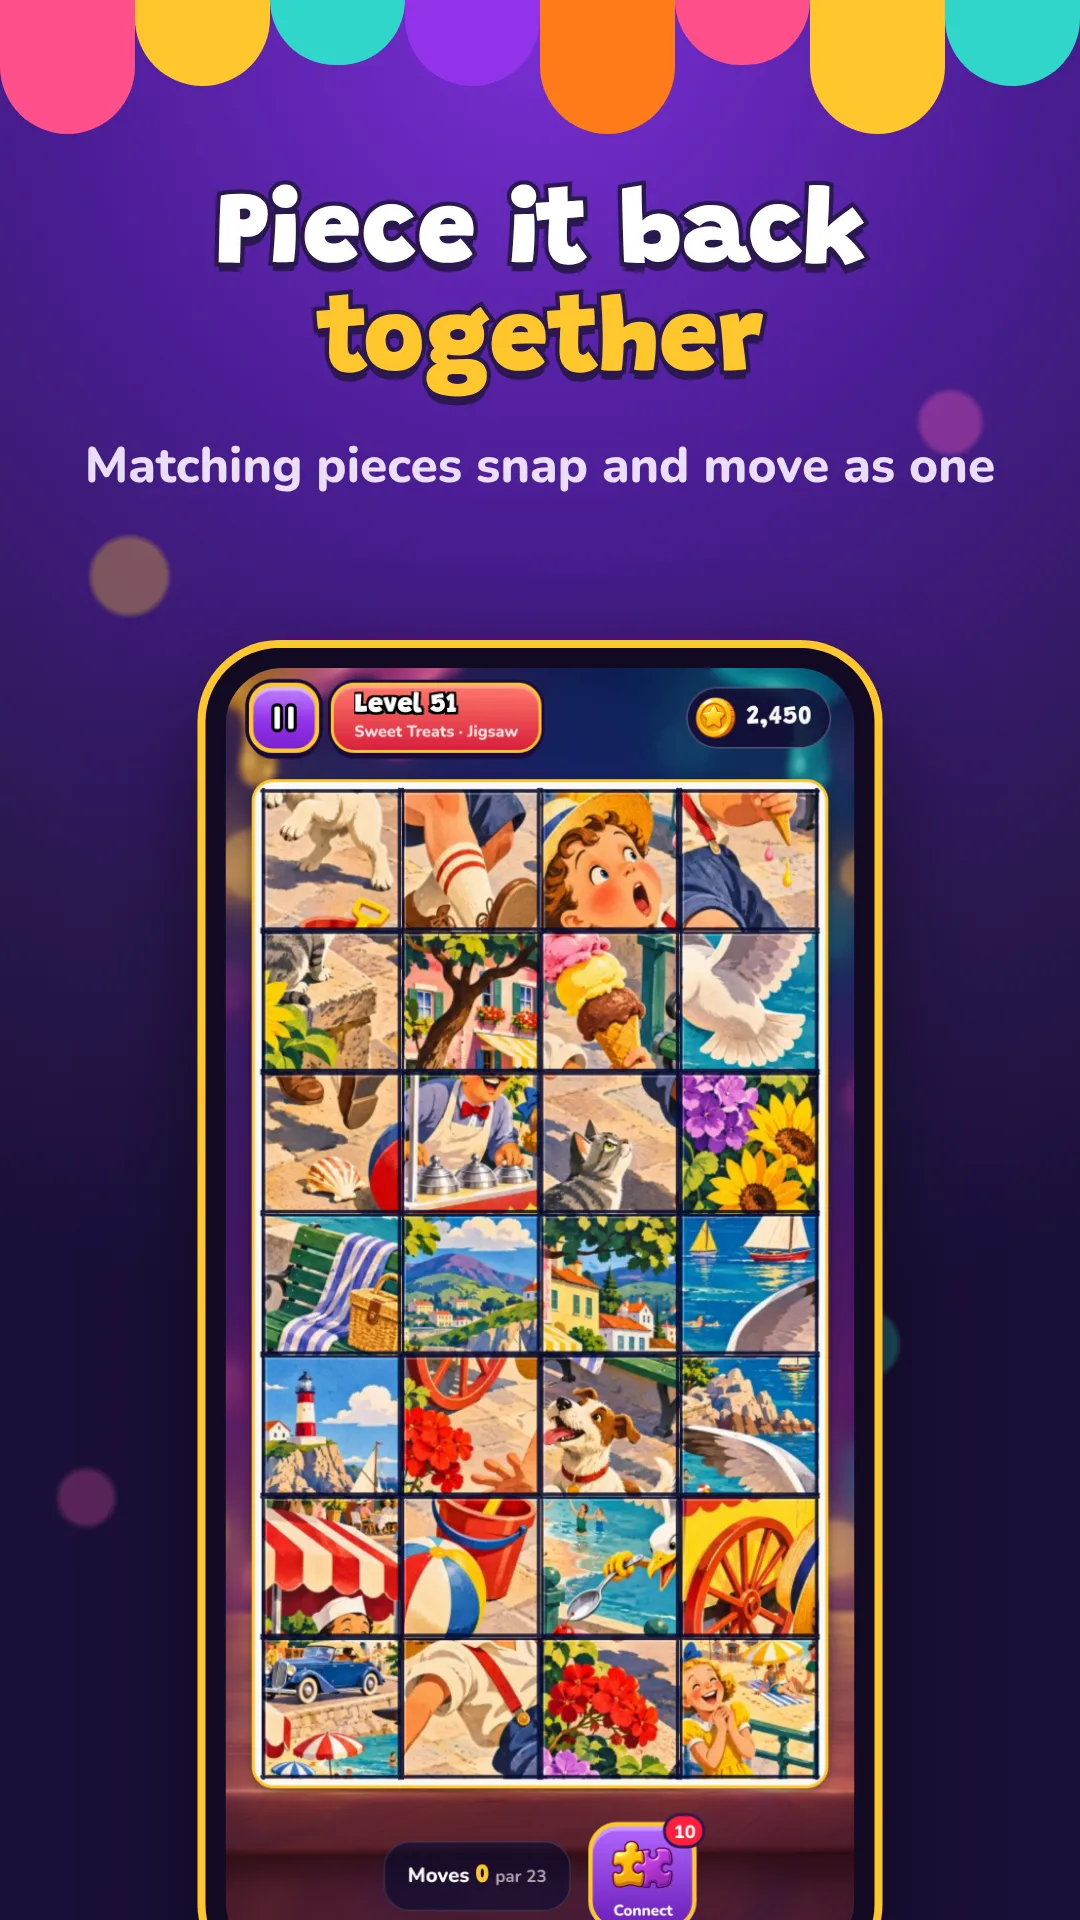 Piece it back
together
Matching pieces snap and move as one
Level 51
Sweet Treats · Jigsaw
2,450
Moves 0 par 23
10
Connect